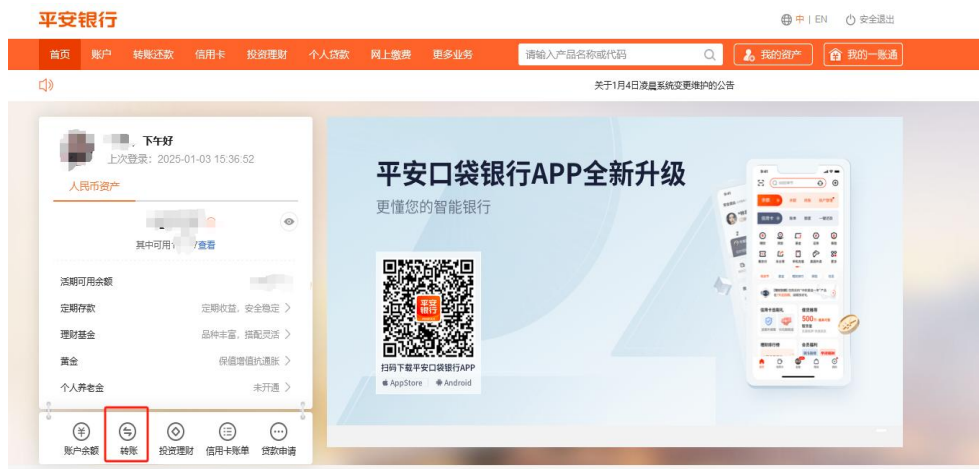 平安银行
中 | EN 安全退出
首页 账户 转账还款 信用卡 投资理财 个人贷款 网上缴费 更多业务 请输入产品名称或代码 我的资产 我的一账通
关于1月4日凌晨系统变更维护的公告
下午好
上次登录：2025-01-03 15:36:52
人民币资产
其中可用 查看
活期可用余额
定期存款 定期收益，安全稳定
理财基金 品种丰富，搭配灵活
黄金 保值增值抗通胀
个人养老金 未开通
账户余额 转账 投资理财 信用卡账单 贷款申请
平安口袋银行APP全新升级
更懂您的智能银行
平安银行
扫码下载平安口袋银行APP
AppStore Android
500